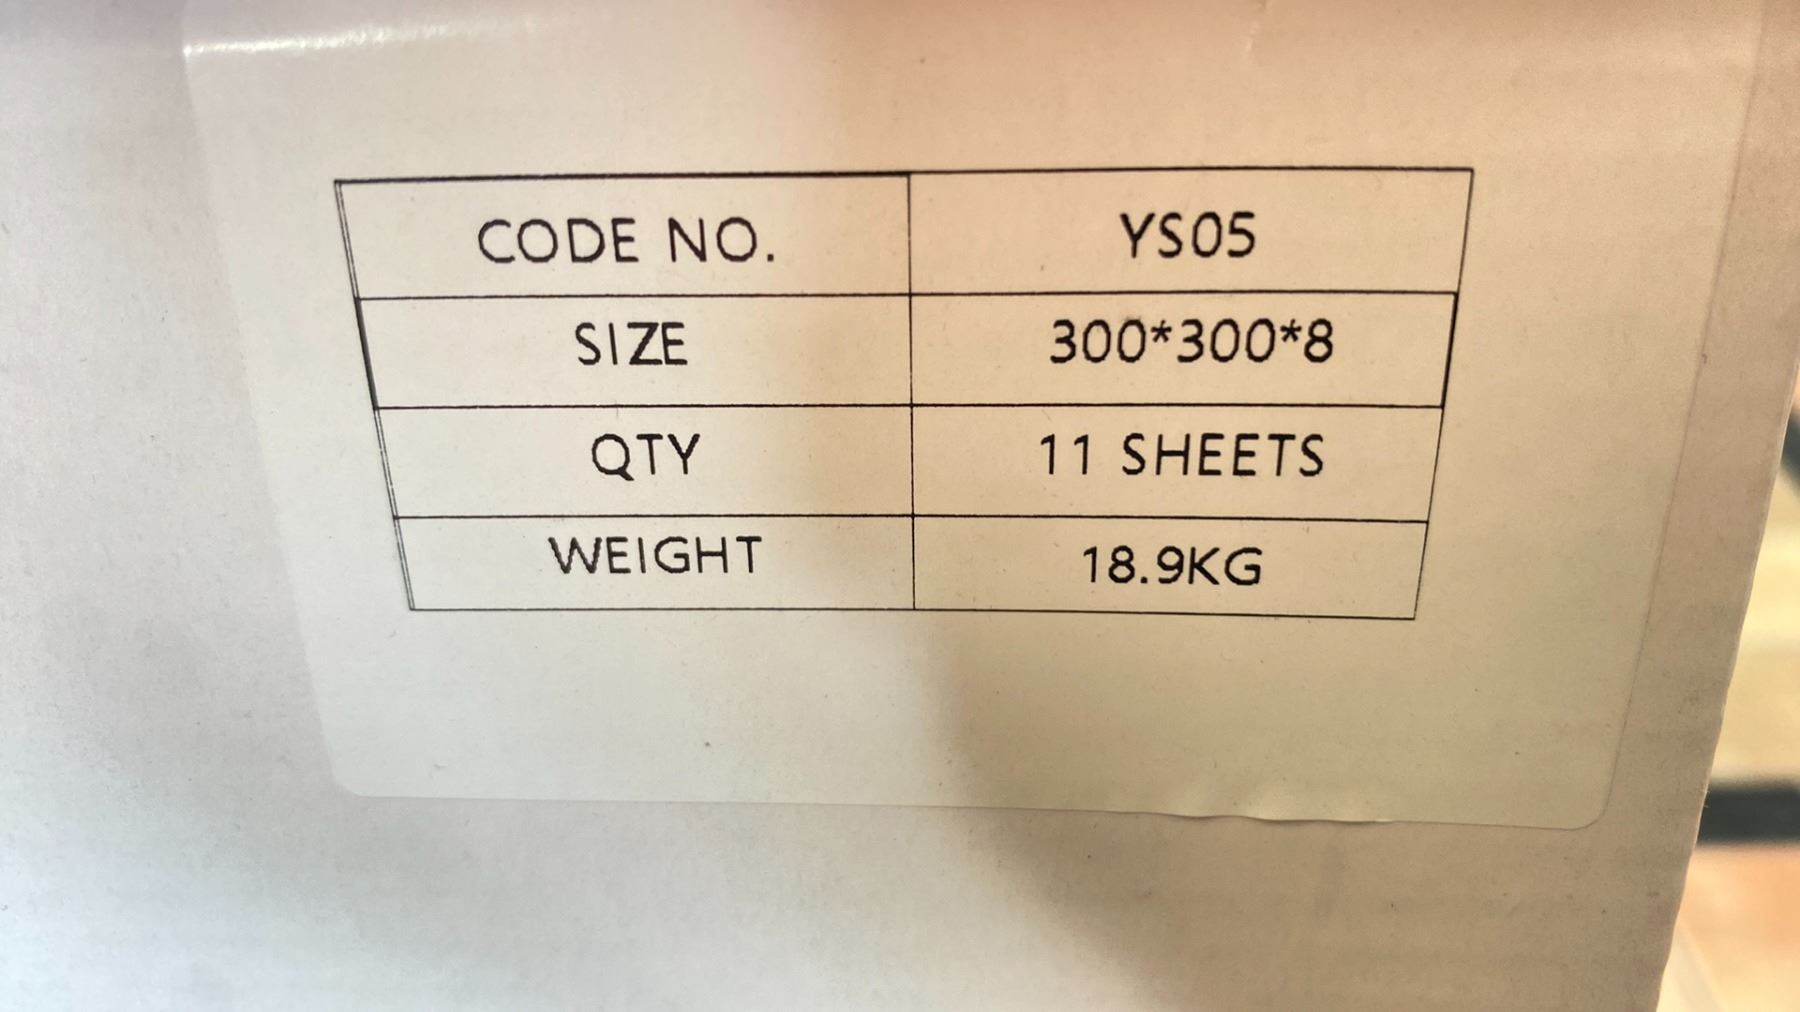 CODE NO. YS05
SIZE 300*300*8
QTY 11 SHEETS
WEIGHT 18.9KG